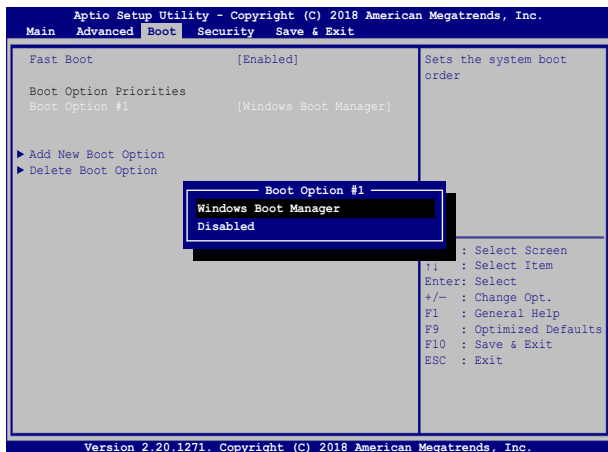 Aptio Setup Utility - Copyright (C) 2018 American Megatrends, Inc.
Main Advanced Boot Security Save & Exit
Fast Boot [Enabled]
Boot Option Priorities
Boot Option #1 [Windows Boot Manager]
▶ Add New Boot Option
▶ Delete Boot Option
Sets the system boot
order
Boot Option #1
Windows Boot Manager
Disabled
: Select Screen
↑↓ : Select Item
Enter: Select
+/— : Change Opt.
F1 : General Help
F9 : Optimized Defaults
F10 : Save & Exit
ESC : Exit
Version 2.20.1271. Copyright (C) 2018 American Megatrends, Inc.